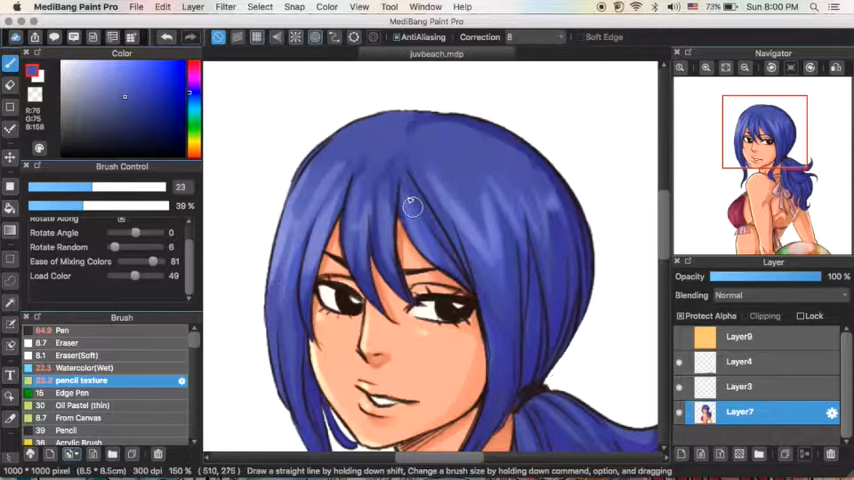 MediBang Paint Pro File Edit Layer Filter Select Snap Color View Tool Window Help 73% Sun 8:00 PM
MediBang Paint Pro
AntiAliasing Correction 8 Soft Edge
Color juvbeach.mdp Navigator
R:76
G:75
B:158
Brush Control
23
39 %
Rotate Along
Rotate Angle 0
Rotate Random 6
Ease of Mixing Colors 81
Load Color 49
Brush
84.9 Pen
8.7 Eraser
8.1 Eraser(Soft)
22.3 Watercolor(Wet)
pencil texture
15 Edge Pen
30 Oil Pastel (thin)
8.7 From Canvas
39 Pencil
36 Acrylic Brush
Layer
Opacity 100 %
Blending Normal
Protect Alpha Clipping Lock
Layer9
Layer4
Layer3
Layer7
1000 * 1000 pixel (8.5 * 8.5cm) 300 dpi 150 % (510, 275) Draw a straight line by holding down shift, Change a brush size by holding down command, option, and dragging